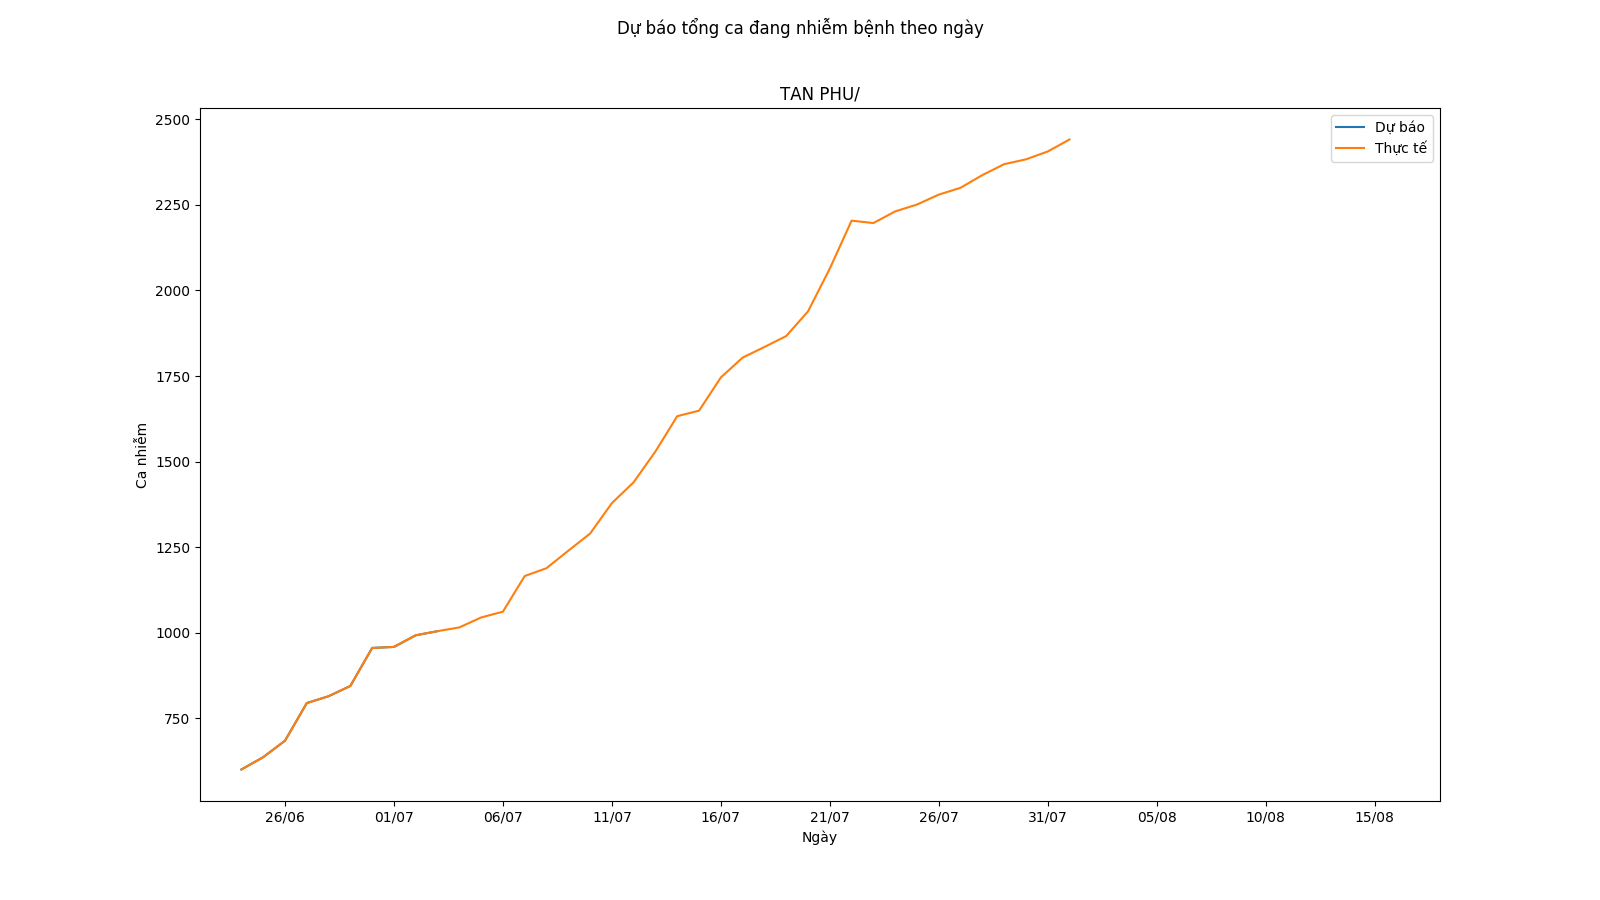 Dự báo tổng ca đang nhiễm bệnh theo ngày
TAN PHU/
2500
2250
2000
1750
1500
1250
1000
750
Ca nhiễm
Dự báo
Thực tế
26/06 01/07 06/07 11/07 16/07 21/07 26/07 31/07 05/08 10/08 15/08
Ngày